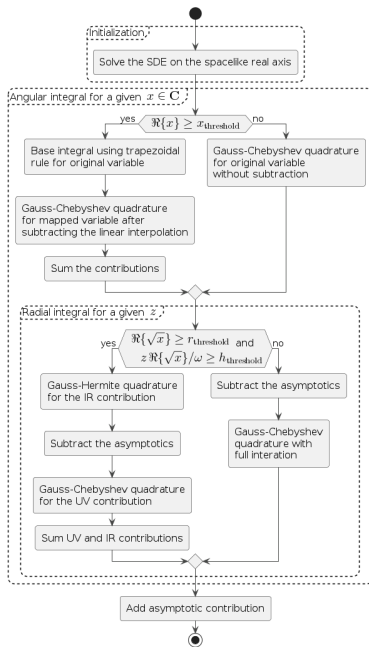 Initialization
Solve the SDE on the spacelike real axis
Angular integral for a given x ∈ C
ℜ{x} ≥ x_threshold
yes
no
Base integral using trapezoidal
rule for original variable
Gauss-Chebyshev quadrature
for mapped variable after
subtracting the linear interpolation
Sum the contributions
Gauss-Chebyshev quadrature
for original variable
without subtraction
Radial integral for a given z
ℜ{√x} ≥ r_threshold and
z ℜ{√x}/ω ≥ h_threshold
yes
no
Gauss-Hermite quadrature
for the IR contribution
Subtract the asymptotics
Gauss-Chebyshev quadrature
for the UV contribution
Sum UV and IR contributions
Subtract the asymptotics
Gauss-Chebyshev
quadrature with
full interation
Add asymptotic contribution